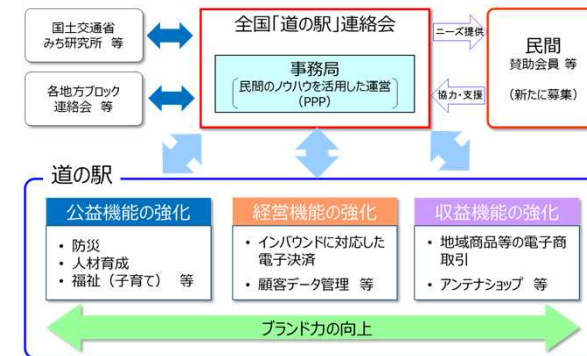 国土交通省
みち研究所 等
各地方ブロック
連絡会 等
全国「道の駅」連絡会
事務局
民間のノウハウを活用した運営
(PPP)
ニーズ提供
協力・支援
民間
賛助会員 等
(新たに募集)
道の駅
公益機能の強化
・ 防災
・ 人材育成
・ 福祉（子育て） 等
経営機能の強化
・ インバウンドに対応した
電子決済
・ 顧客データ管理 等
収益機能の強化
・ 地域商品等の電子商
取引
・ アンテナショップ 等
ブランド力の向上